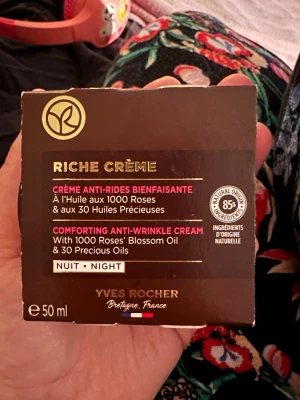 RICHE CRÈME
CRÈME ANTI-RIDES BIENFAISANTE
À l'Huile aux 1000 Roses
& aux 30 Huiles Précieuses
COMFORTING ANTI-WRINKLE CREAM
With 1000 Roses' Blossom Oil
& 30 Precious Oils
NUIT • NIGHT
NATURAL ORIGIN
85%
INGREDIENTS
INGRÉDIENTS
D'ORIGINE
NATURELLE
YVES ROCHER
Bretagne, France
e 50 ml